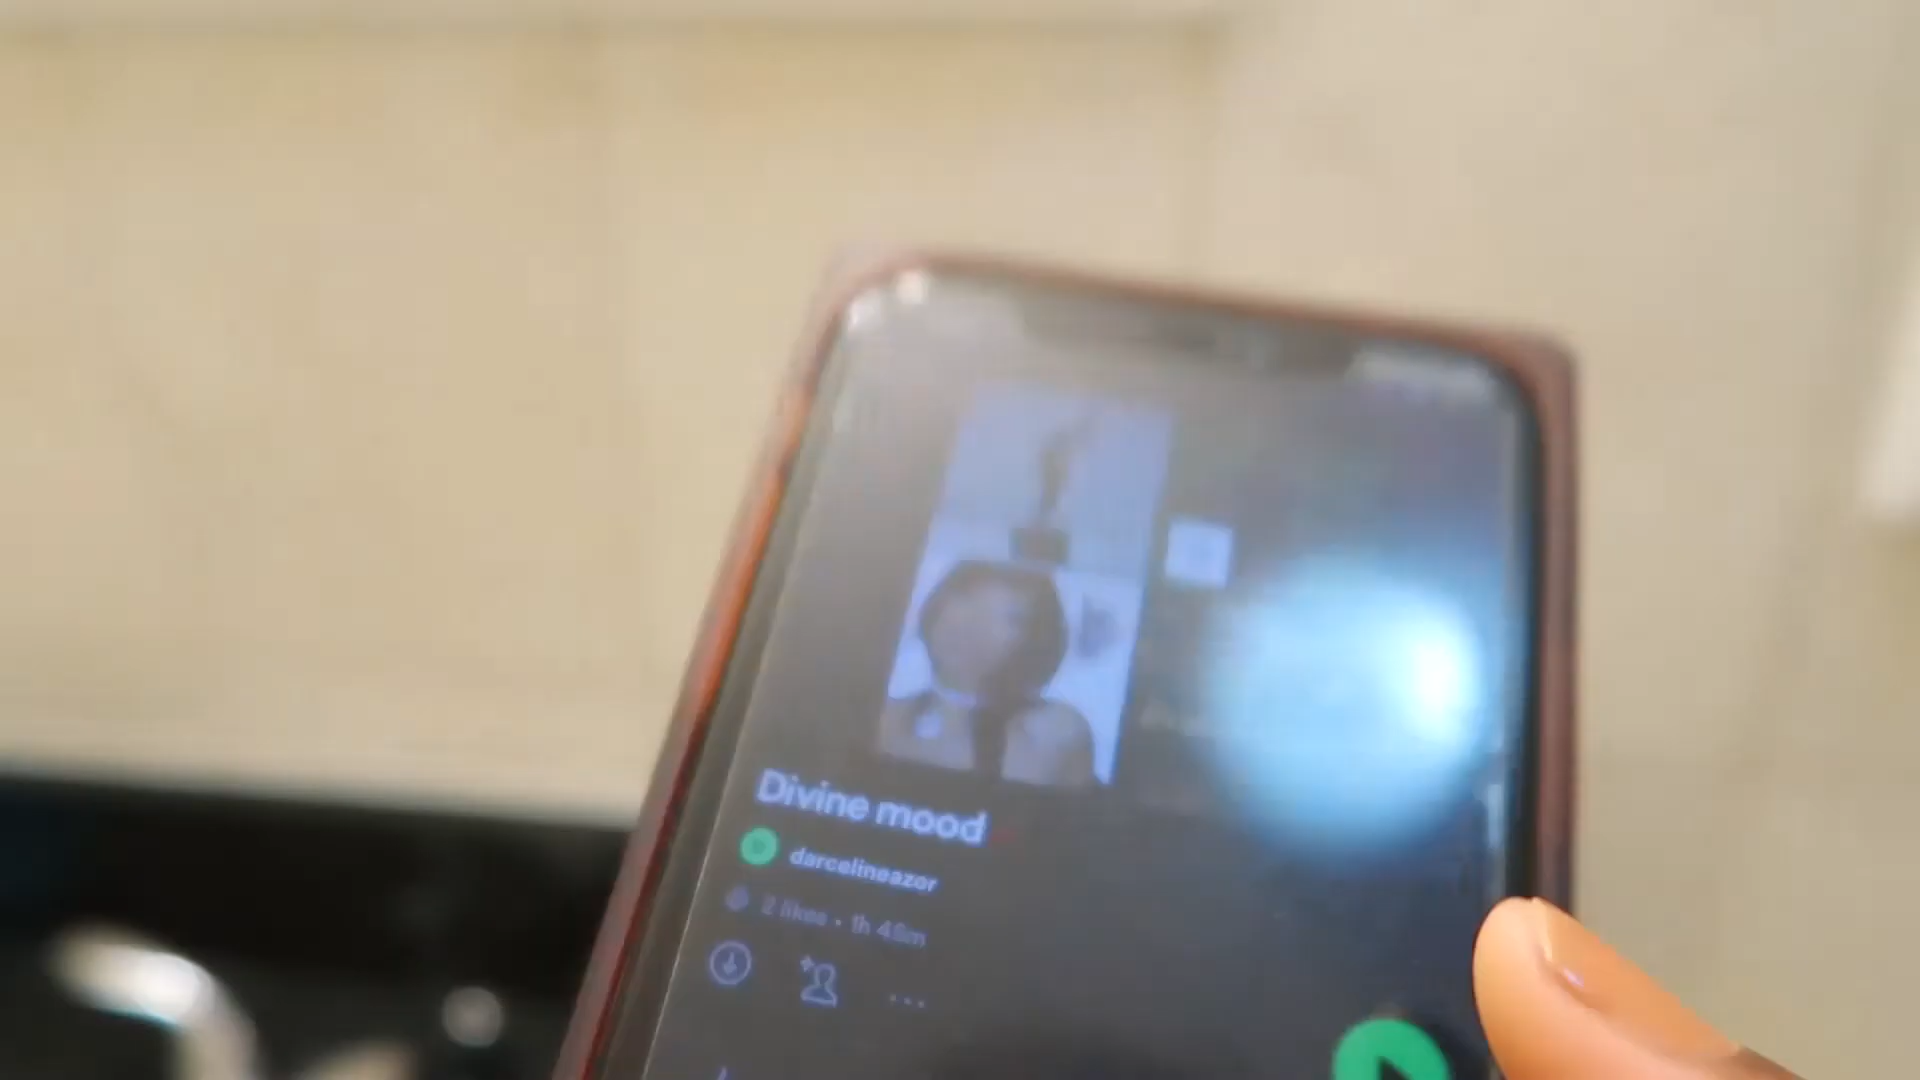 Divine mood
darcelineazor
2 likes • 1h 48m